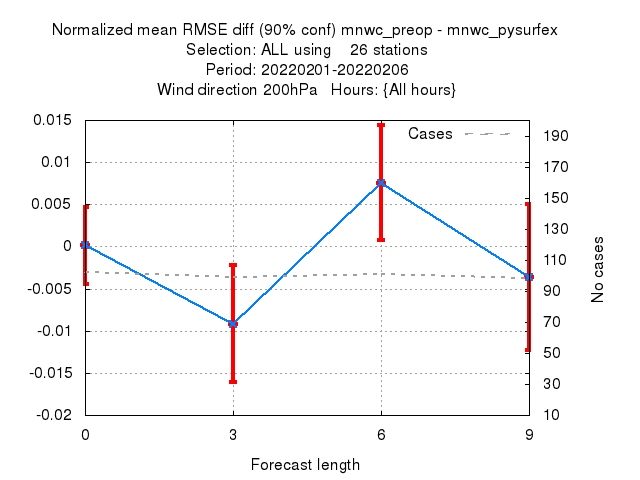 Normalized mean RMSE diff (90% conf) mnwc_preop - mnwc_pysurfex
Selection: ALL using    26 stations
Period: 20220201-20220206
Wind direction 200hPa   Hours: {All hours}
0.015
0.01
0.005
0
-0.005
-0.01
-0.015
-0.02
Cases
190
170
150
130
110
90
70
50
30
10
No cases
0 3 6 9
Forecast length